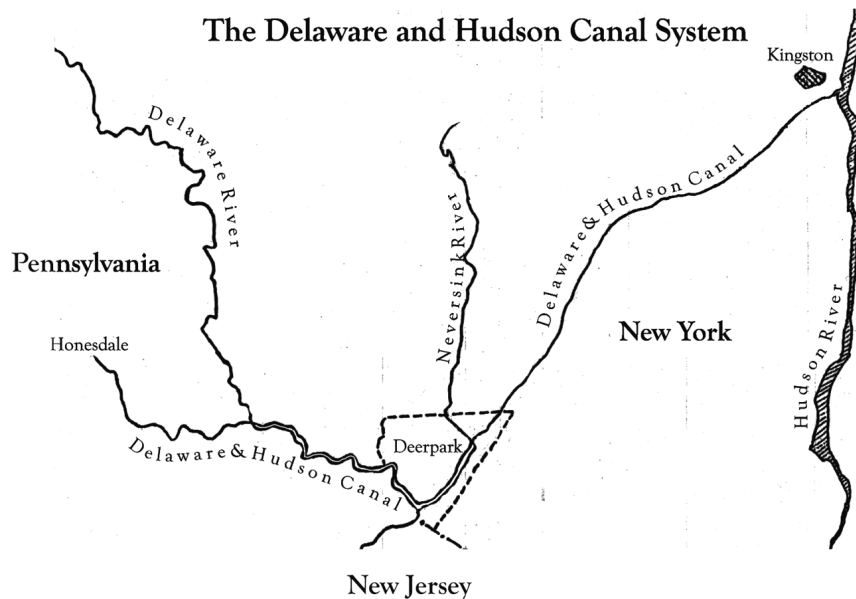 The Delaware and Hudson Canal System
Kingston
Delaware River
Delaware & Hudson Canal
Neversink River
Pennsylvania
Hudson River
New York
Honesdale
Deerpark
Delaware & Hudson Canal
New Jersey